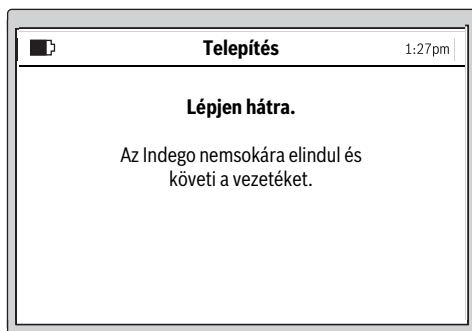 Telepítés
1:27pm
Lépjen hátra.
Az Indego nemsokára elindul és
követi a vezetéket.